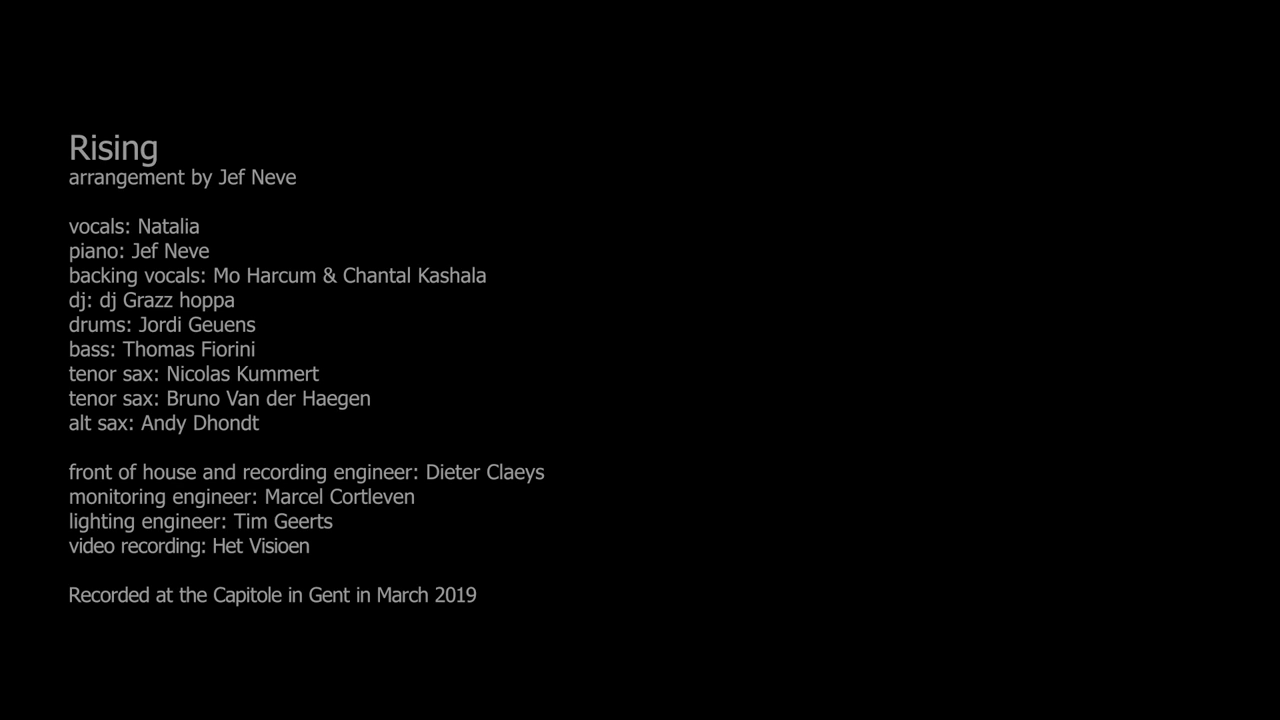 Rising
arrangement by Jef Neve
vocals: Natalia
piano: Jef Neve
backing vocals: Mo Harcum & Chantal Kashala
dj: dj Grazz hoppa
drums: Jordi Geuens
bass: Thomas Fiorini
tenor sax: Nicolas Kummert
tenor sax: Bruno Van der Haegen
alt sax: Andy Dhondt
front of house and recording engineer: Dieter Claeys
monitoring engineer: Marcel Cortleven
lighting engineer: Tim Geerts
video recording: Het Visioen
Recorded at the Capitole in Gent in March 2019